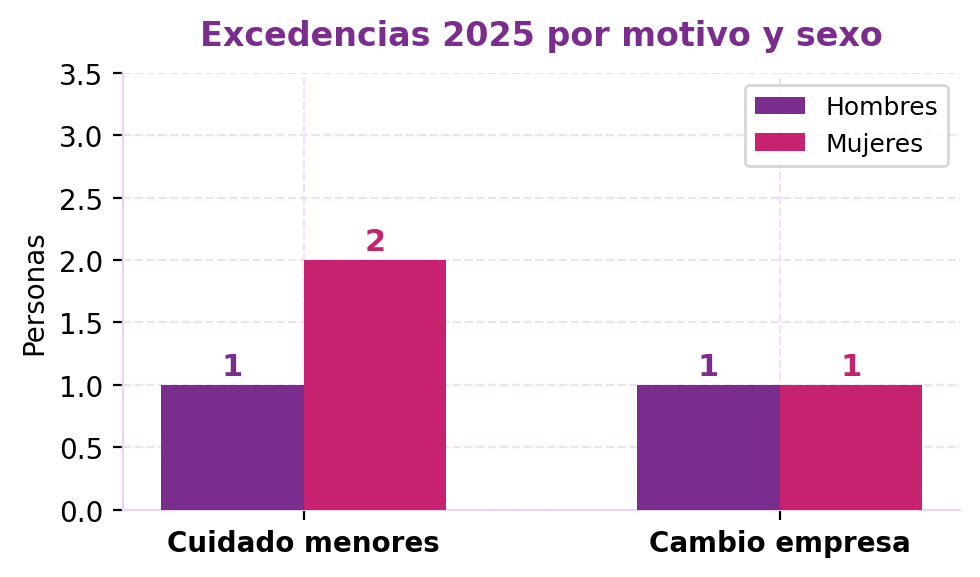 Excedencias 2025 por motivo y sexo
3.5
3.0
2.5
2.0
1.5
1.0
0.5
0.0
Personas
Hombres
Mujeres
1
2
1
1
Cuidado menores
Cambio empresa